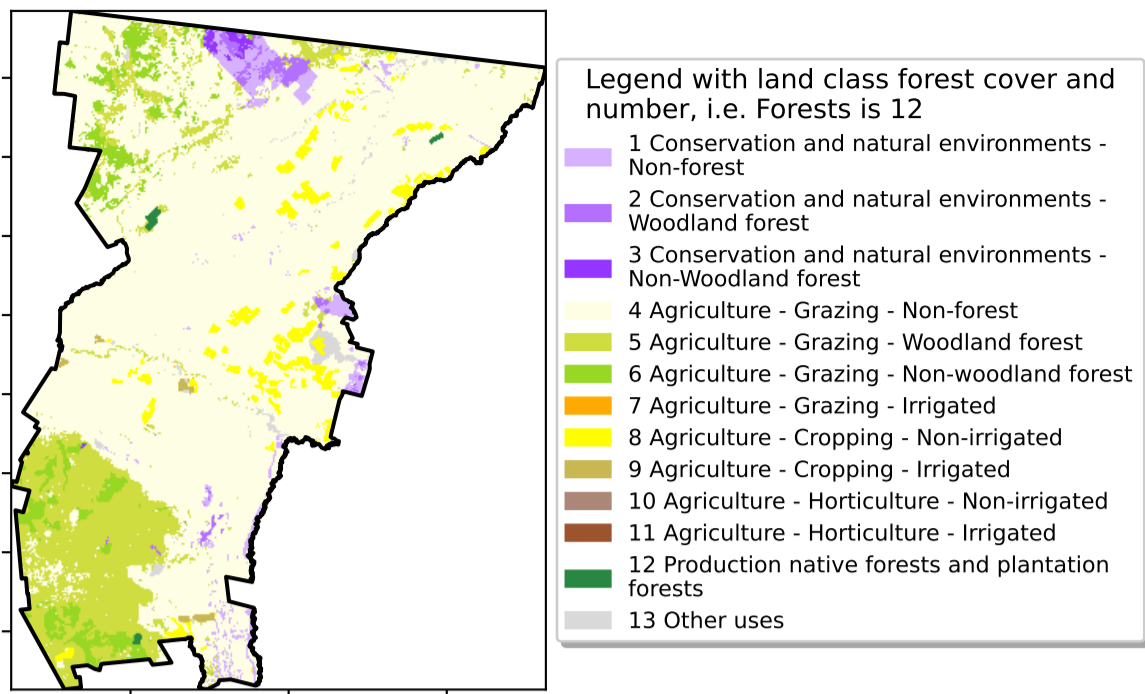 Legend with land class forest cover and
number, i.e. Forests is 12
1 Conservation and natural environments -
Non-forest
2 Conservation and natural environments -
Woodland forest
3 Conservation and natural environments -
Non-Woodland forest
4 Agriculture - Grazing - Non-forest
5 Agriculture - Grazing - Woodland forest
6 Agriculture - Grazing - Non-woodland forest
7 Agriculture - Grazing - Irrigated
8 Agriculture - Cropping - Non-irrigated
9 Agriculture - Cropping - Irrigated
10 Agriculture - Horticulture - Non-irrigated
11 Agriculture - Horticulture - Irrigated
12 Production native forests and plantation
forests
13 Other uses